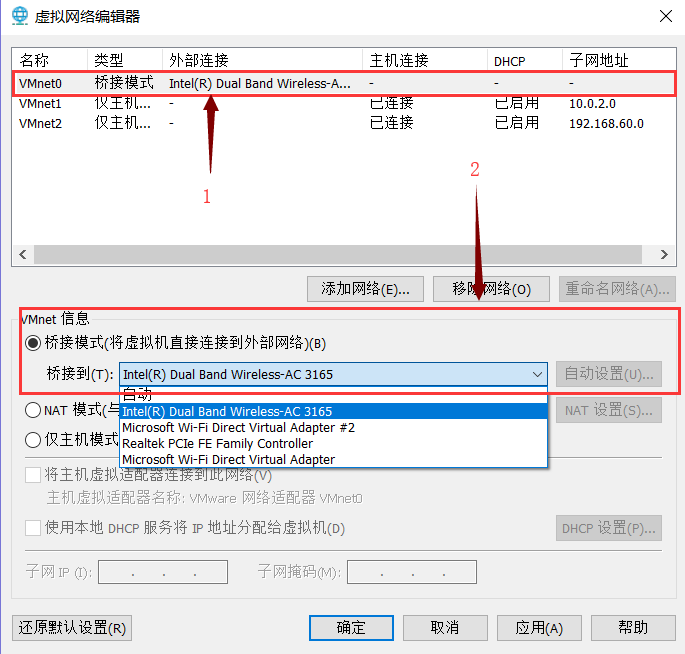 虚拟网络编辑器
名称 类型 外部连接 主机连接 DHCP 子网地址
VMnet0 桥接模式 Intel(R) Dual Band Wireless-A... - - -
VMnet1 仅主机... - 已连接 已启用 10.0.2.0
VMnet2 仅主机... - 已连接 已启用 192.168.60.0
1
2
添加网络(E)... 移除网络(O) 重命名网络(A)...
VMnet 信息
桥接模式(将虚拟机直接连接到外部网络)(B)
桥接到(T): Intel(R) Dual Band Wireless-AC 3165 自动设置(U)...
自动
Intel(R) Dual Band Wireless-AC 3165
Microsoft Wi-Fi Direct Virtual Adapter #2
Realtek PCIe FE Family Controller
Microsoft Wi-Fi Direct Virtual Adapter
NAT 模式(与 NAT 设置(S)...
仅主机模式
将主机虚拟适配器连接到此网络(V)
主机虚拟适配器名称: VMware 网络适配器 VMnet0
使用本地 DHCP 服务将 IP 地址分配给虚拟机(D) DHCP 设置(P)...
子网 IP (I): . . . 子网掩码(M): . . .
还原默认设置(R) 确定 取消 应用(A) 帮助